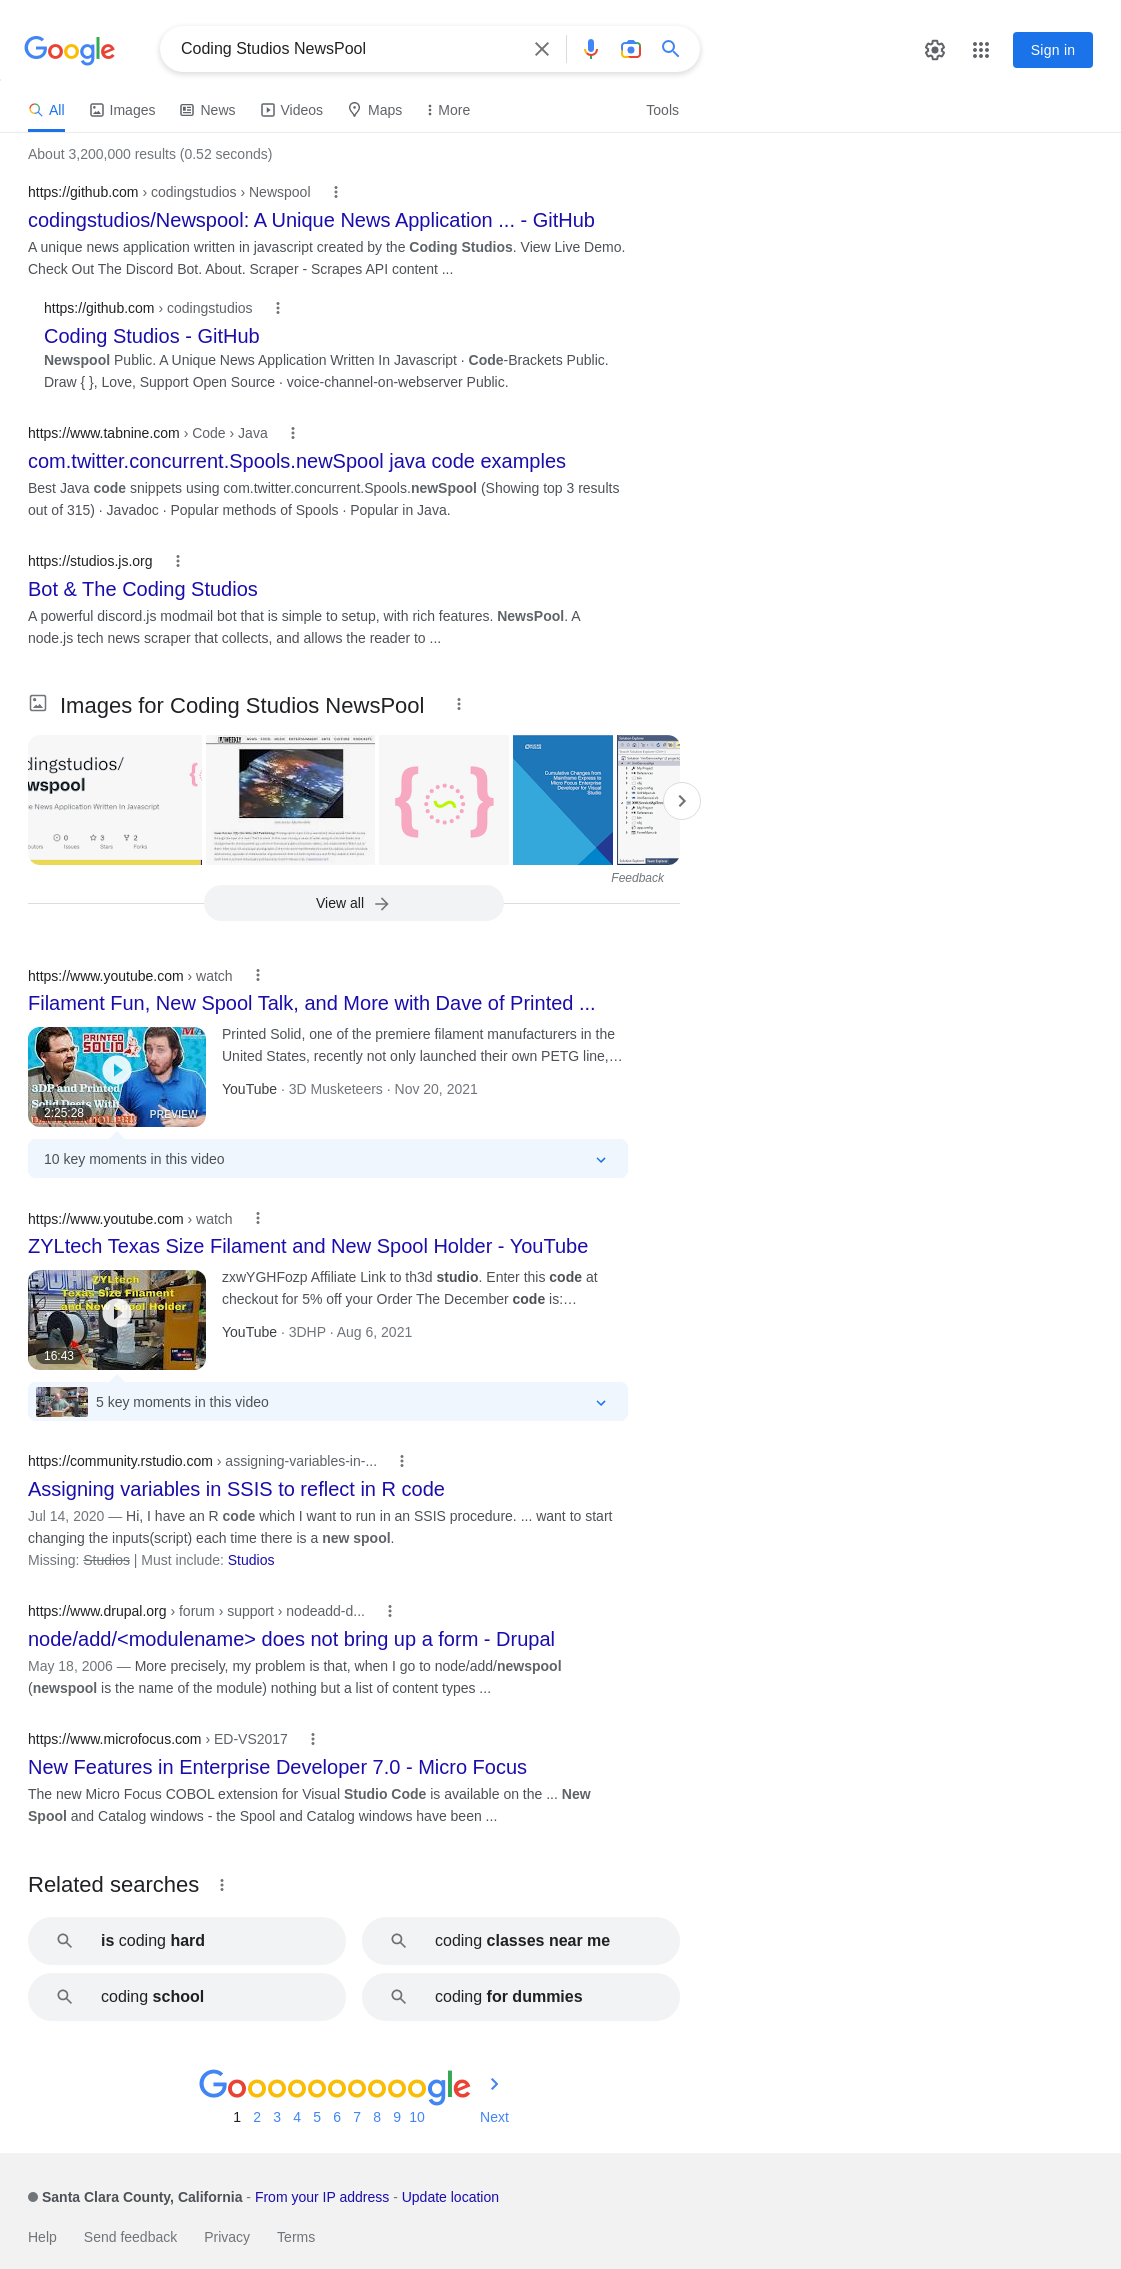 Google
Coding Studios NewsPool
Sign in
All
Images
News
Videos
Maps
More
Tools
About 3,200,000 results (0.52 seconds)
https://github.com › codingstudios › Newspool
codingstudios/Newspool: A Unique News Application ... - GitHub
A unique news application written in javascript created by the Coding Studios. View Live Demo.
Check Out The Discord Bot. About. Scraper - Scrapes API content ...
https://github.com › codingstudios
Coding Studios - GitHub
Newspool Public. A Unique News Application Written In Javascript · Code-Brackets Public.
Draw { }, Love, Support Open Source · voice-channel-on-webserver Public.
https://www.tabnine.com › Code › Java
com.twitter.concurrent.Spools.newSpool java code examples
Best Java code snippets using com.twitter.concurrent.Spools.newSpool (Showing top 3 results
out of 315) · Javadoc · Popular methods of Spools · Popular in Java.
https://studios.js.org
Bot & The Coding Studios
A powerful discord.js modmail bot that is simple to setup, with rich features. NewsPool. A
node.js tech news scraper that collects, and allows the reader to ...
Images for Coding Studios NewsPool
dingstudios/
wspool
e News Application Written In Javascript
0
3
2
Issues
Stars
Forks
Cumulative Changes from
Mainframe Express to
Micro Focus Enterprise
Developer for Visual
Studio
Feedback
View all
https://www.youtube.com › watch
Filament Fun, New Spool Talk, and More with Dave of Printed ...
PRINTED
SOLID
3DP and Printed
Solid Deets With
2:25:28
PREVIEW
Printed Solid, one of the premiere filament manufacturers in the
United States, recently not only launched their own PETG line,…
YouTube · 3D Musketeers · Nov 20, 2021
10 key moments in this video
https://www.youtube.com › watch
ZYLtech Texas Size Filament and New Spool Holder - YouTube
ZYLtech
Texas Size Filament
and New Spool Holder
16:43
zxwYGHFozp Affiliate Link to th3d studio. Enter this code at
checkout for 5% off your Order The December code is:…
YouTube · 3DHP · Aug 6, 2021
5 key moments in this video
https://community.rstudio.com › assigning-variables-in-...
Assigning variables in SSIS to reflect in R code
Jul 14, 2020 — Hi, I have an R code which I want to run in an SSIS procedure. ... want to start
changing the inputs(script) each time there is a new spool.
Missing: Studios | Must include: Studios
https://www.drupal.org › forum › support › nodeadd-d...
node/add/<modulename> does not bring up a form - Drupal
May 18, 2006 — More precisely, my problem is that, when I go to node/add/newspool
(newspool is the name of the module) nothing but a list of content types ...
https://www.microfocus.com › ED-VS2017
New Features in Enterprise Developer 7.0 - Micro Focus
The new Micro Focus COBOL extension for Visual Studio Code is available on the ... New
Spool and Catalog windows - the Spool and Catalog windows have been ...
Related searches
is coding hard
coding classes near me
coding school
coding for dummies
Goooooooooogle
1 2 3 4 5 6 7 8 9 10 Next
Santa Clara County, California - From your IP address - Update location
Help Send feedback Privacy Terms